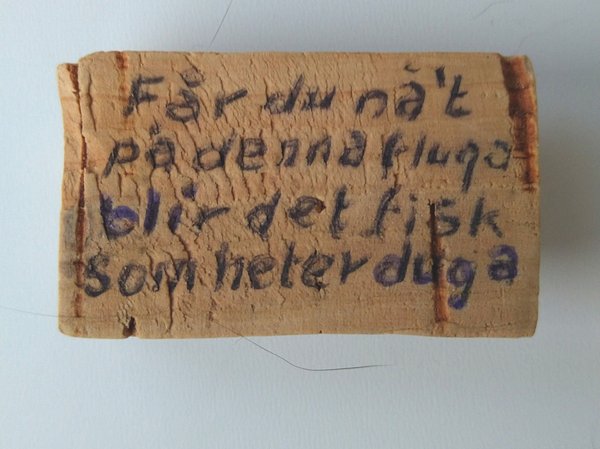 Får du nå't
på denna fluga
blir det fisk
som heter duga